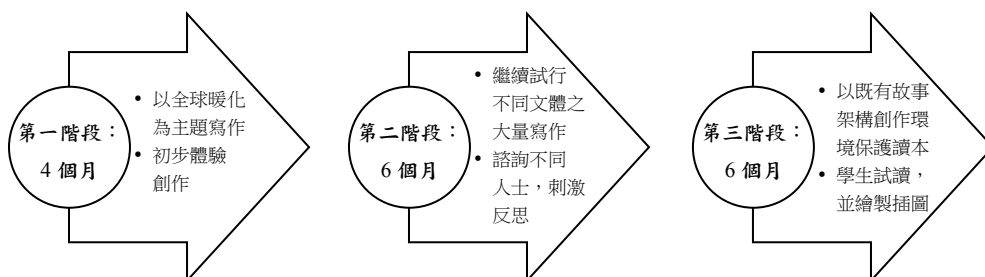 第一階段：
4 個月
• 以全球暖化
為主題寫作
• 初步體驗
創作
第二階段：
6 個月
• 繼續試行
不同文體之
大量寫作
• 諮詢不同
人士，刺激
反思
第三階段：
6 個月
• 以既有故事
架構創作環
境保護讀本
• 學生試讀，
並繪製插圖